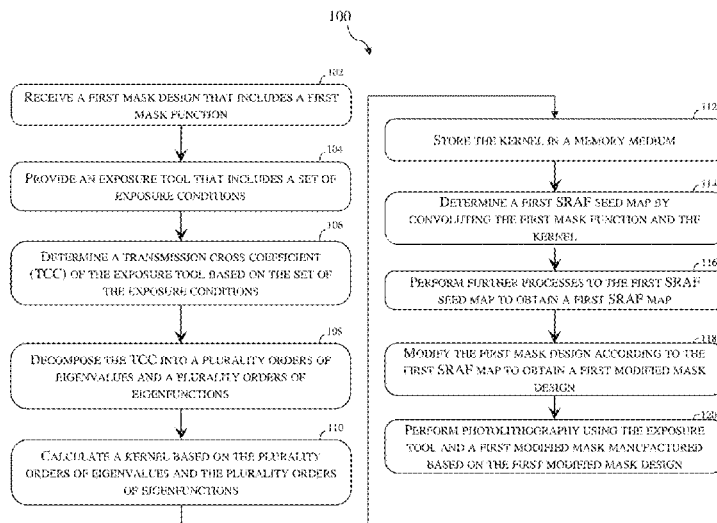 100
102
RECEIVE A FIRST MASK DESIGN THAT INCLUDES A FIRST
MASK FUNCTION
104
PROVIDE AN EXPOSURE TOOL THAT INCLUDES A SET OF
EXPOSURE CONDITIONS
106
DETERMINE A TRANSMISSION CROSS COEFFICIENT
(TCC) OF THE EXPOSURE TOOL BASED ON THE SET OF
THE EXPOSURE CONDITIONS
108
DECOMPOSE THE TCC INTO A PLURALITY ORDERS OF
EIGENVALUES AND A PLURALITY ORDERS OF
EIGENFUNCTIONS
110
CALCULATE A KERNEL BASED ON THE PLURALITY
ORDERS OF EIGENVALUES AND THE PLURALITY ORDERS
OF EIGENFUNCTIONS
112
STORE THE KERNEL IN A MEMORY MEDIUM
114
DETERMINE A FIRST SRAF SEED MAP BY
CONVOLUTING THE FIRST MASK FUNCTION AND THE
KERNEL
116
PERFORM FURTHER PROCESSES TO THE FIRST SRAF
SEED MAP TO OBTAIN A FIRST SRAF MAP
118
MODIFY THE FIRST MASK DESIGN ACCORDING TO THE
FIRST SRAF MAP TO OBTAIN A FIRST MODIFIED MASK
DESIGN
120
PERFORM PHOTOLITHOGRAPHY USING THE EXPOSURE
TOOL AND A FIRST MODIFIED MASK MANUFACTURED
BASED ON THE FIRST MODIFIED MASK DESIGN